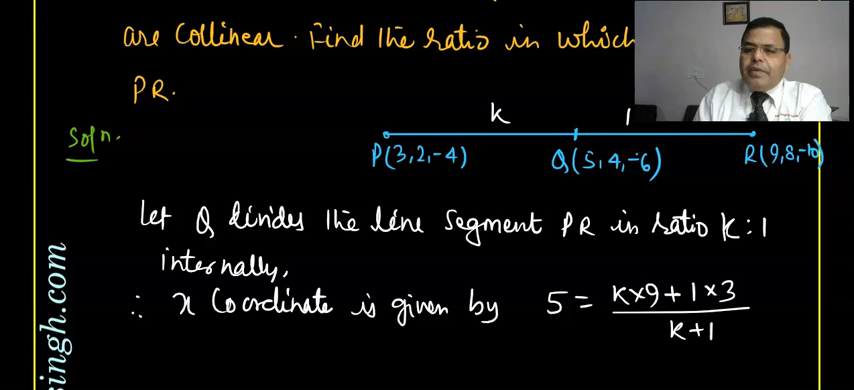 are Collinear. Find the ratio in which
PR.
Soln.
k 1
P(3,2,-4) Q(5,4,-6) R(9,8,-10)
Let Q divides the line segment PR in ratio k:1
internally,
∴ x Coordinate is given by 5 = k×9+1×3
k+1
singh.com